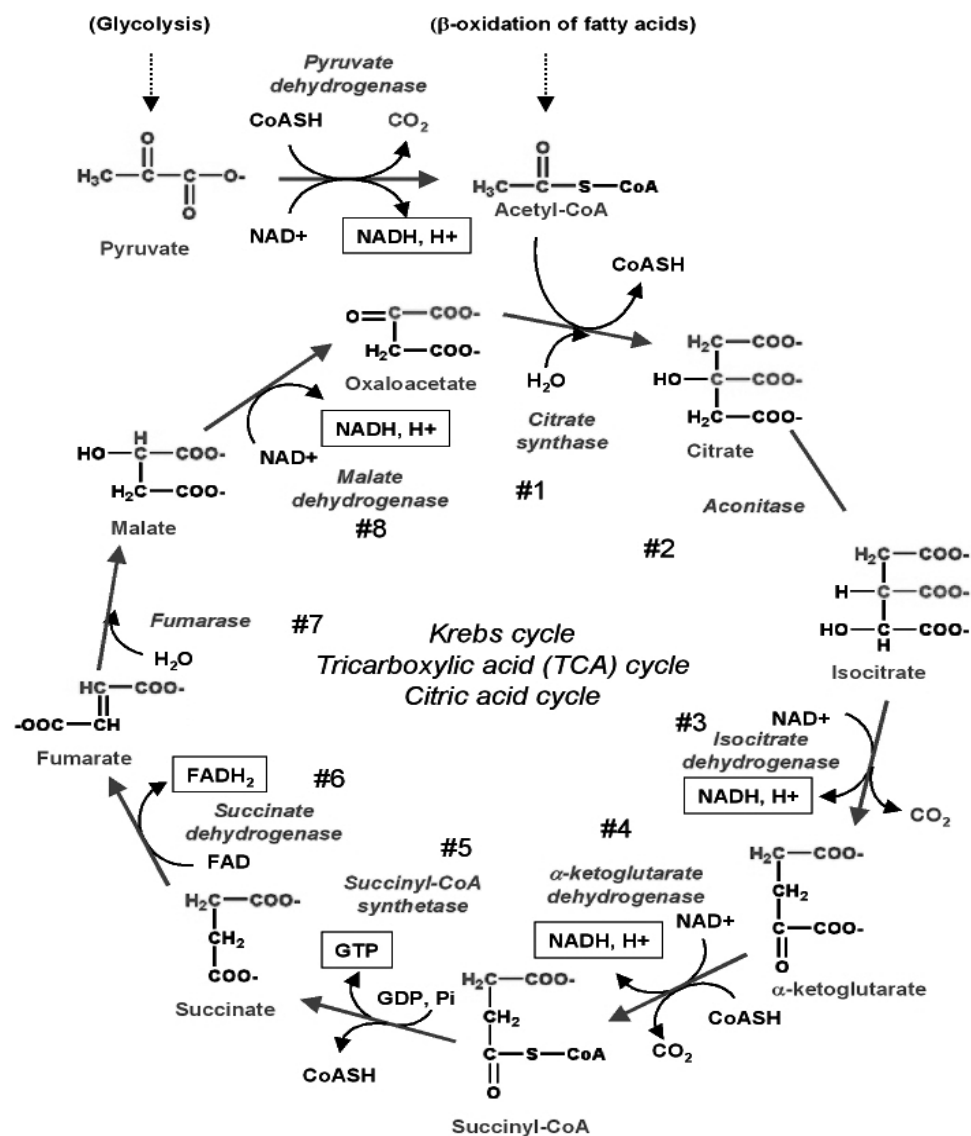 (Glycolysis)
(β-oxidation of fatty acids)
Pyruvate
dehydrogenase
CoASH
CO2
O
H3C—C—C—O-
O
Pyruvate
NAD+
NADH, H+
O
H3C—C—S—CoA
Acetyl-CoA
CoASH
H2O
Citrate
synthase
#1
O=C—COO-
H2C—COO-
Oxaloacetate
NADH, H+
NAD+
Malate
dehydrogenase
#8
H2C—COO-
HO—C—COO-
H2C—COO-
Citrate
Aconitase
#2
H
HO—C—COO-
H2C—COO-
Malate
Fumarase
#7
H2O
Krebs cycle
Tricarboxylic acid (TCA) cycle
Citric acid cycle
H2C—COO-
H—C—COO-
HO—C—COO-
H
Isocitrate
#3
NAD+
Isocitrate
dehydrogenase
NADH, H+
CO2
HC—COO-
-OOC—CH
Fumarate
FADH2
#6
Succinate
dehydrogenase
FAD
#4
α-ketoglutarate
dehydrogenase
NADH, H+
NAD+
CoASH
CO2
H2C—COO-
CH2
C—COO-
O
α-ketoglutarate
#5
Succinyl-CoA
synthetase
GTP
GDP, Pi
CoASH
H2C—COO-
CH2
COO-
Succinate
H2C—COO-
CH2
C—S—CoA
O
Succinyl-CoA